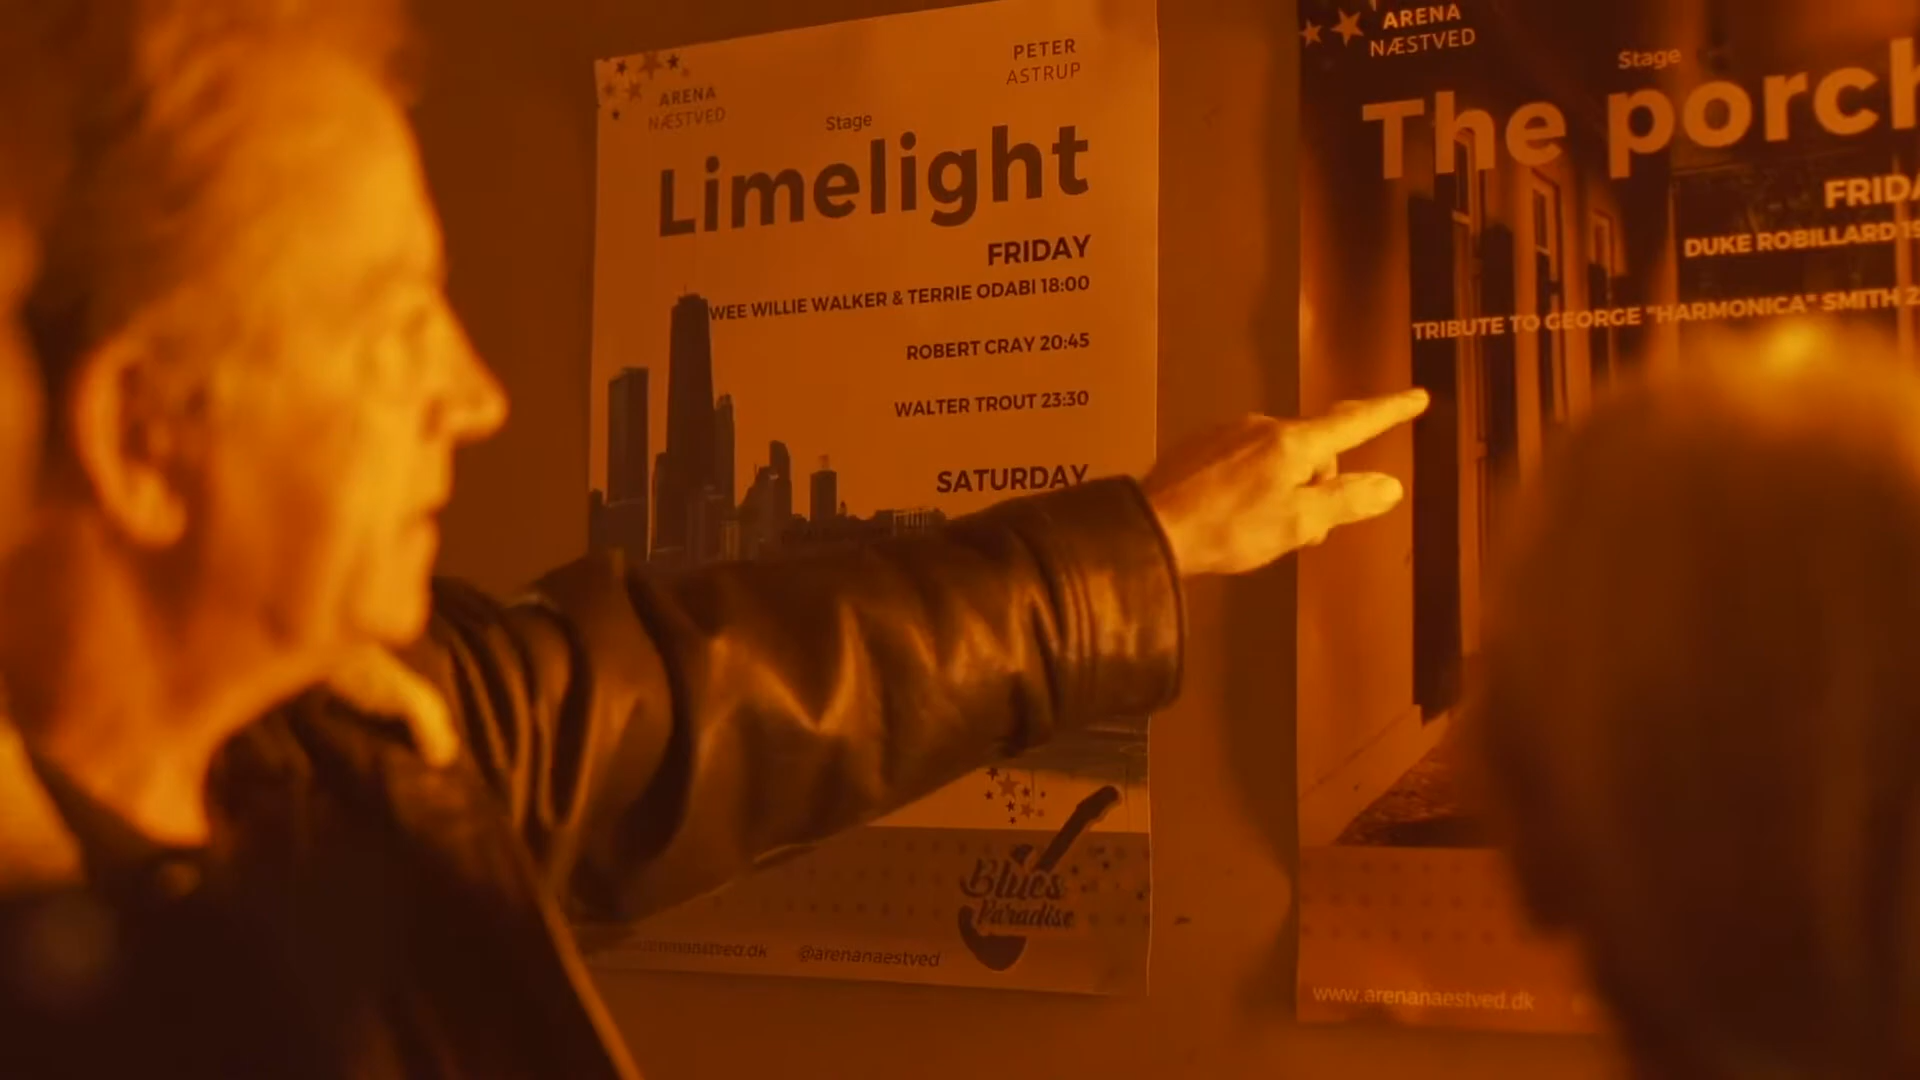 ARENA
NÆSTVED
PETER
ASTRUP
Stage
Limelight
FRIDAY
WEE WILLIE WALKER & TERRIE ODABI 18:00
ROBERT CRAY 20:45
WALTER TROUT 23:30
SATURDAY
Blues
Paradise
@arenanaestved
ARENA
NÆSTVED
Stage
The porch
DUKE ROBILLARD
TRIBUTE TO GEORGE "HARMONICA" SMITH
www.arenanaestved.dk